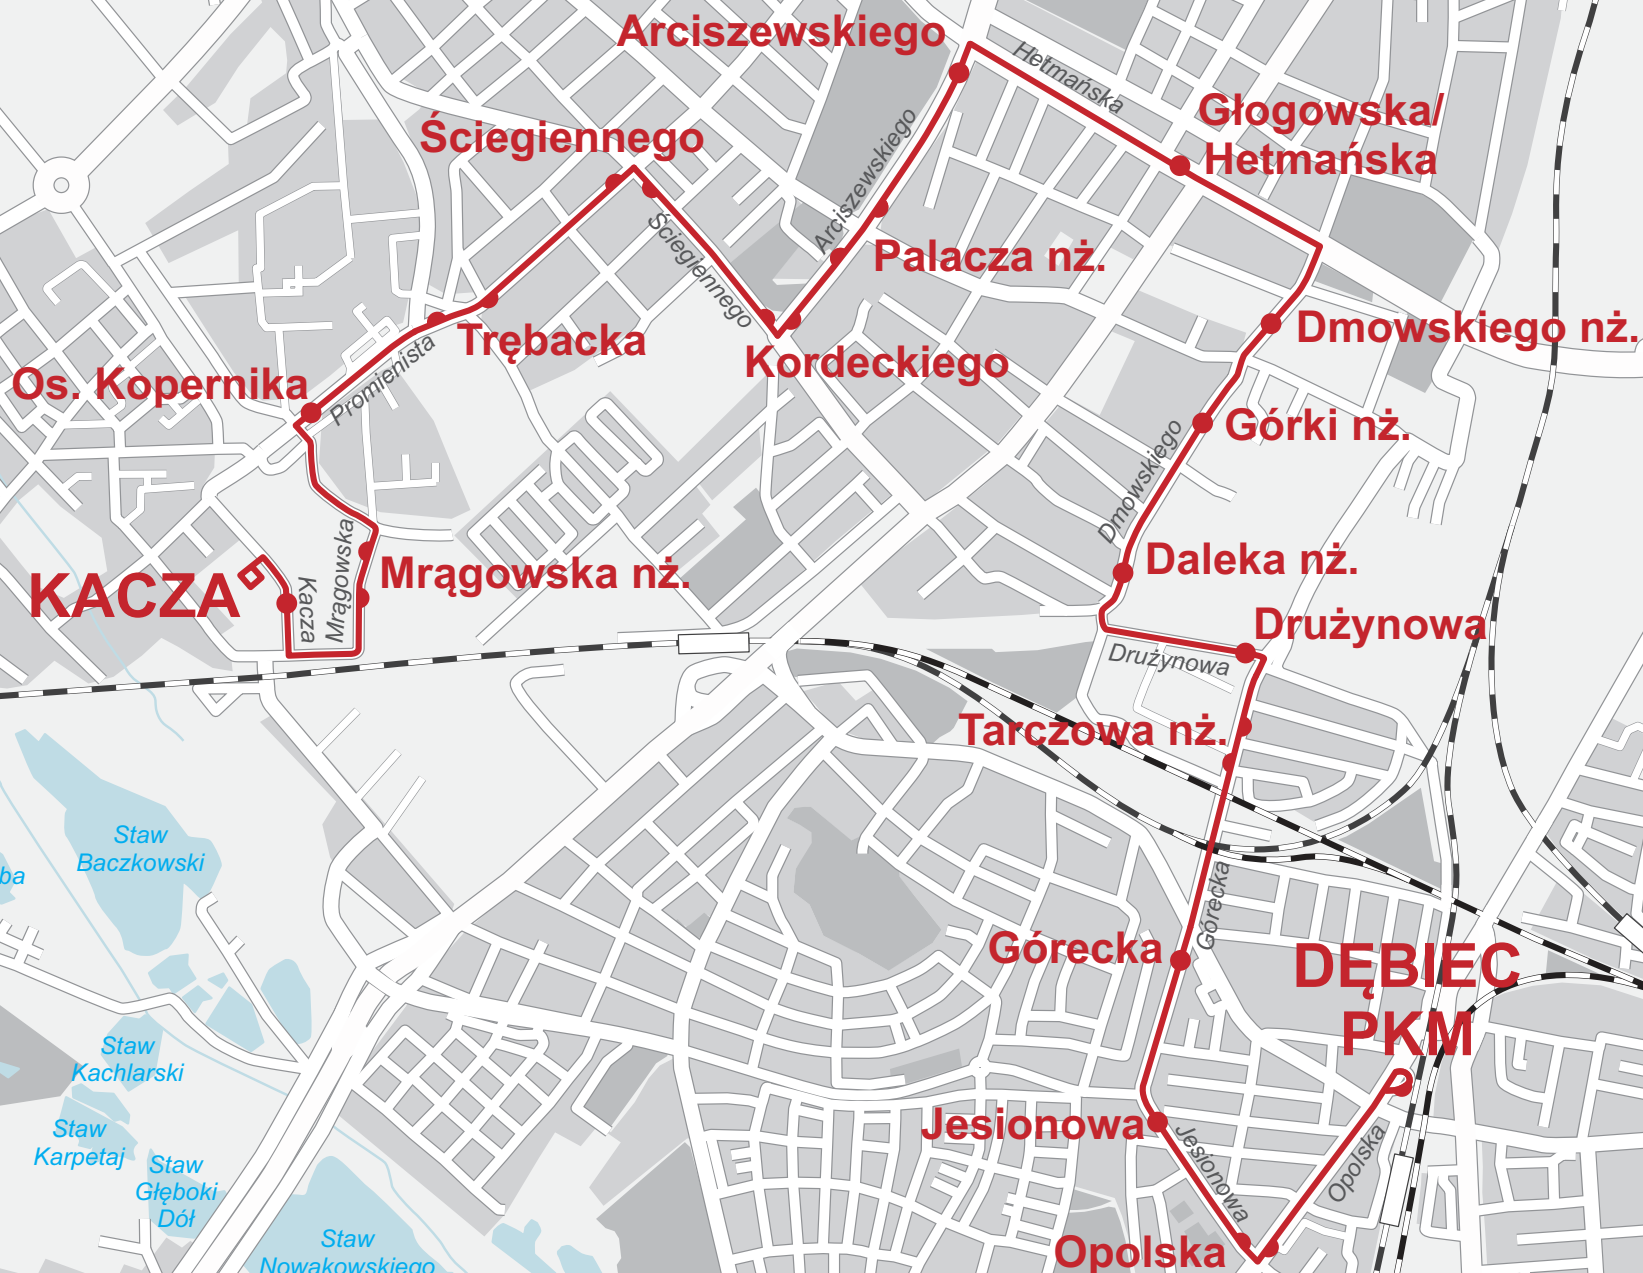 Arciszewskiego
Hetmańska
Głogowska/
Hetmańska
Ściegiennego
Arciszewskiego
Ściegiennego
Palacza nż.
Dmowskiego nż.
Trębacka
Kordeckiego
Os. Kopernika
Promienista
Górki nż.
Dmowskiego
Mrągowska
Daleka nż.
KACZA
Kacza
Mrągowska nż.
Drużynowa
Drużynowa
Tarczowa nż.
Staw
Baczkowski
ba
Górecka
Górecka
DĘBIEC
PKM
Staw
Kachlarski
Jesionowa
Staw
Karpetaj
Jesionowa
Opolska
Staw
Głęboki
Dół
Opolska
Staw
Nowakowskiego